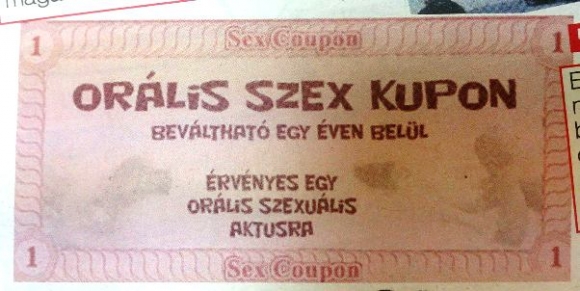 1 Sex Coupon 1
ORÁLIS SZEX KUPON
BEVÁLTHATÓ EGY ÉVEN BELÜL
ÉRVÉNYES EGY
ORÁLIS SZEXUÁLIS
AKTUSRA
1 Sex Coupon 1